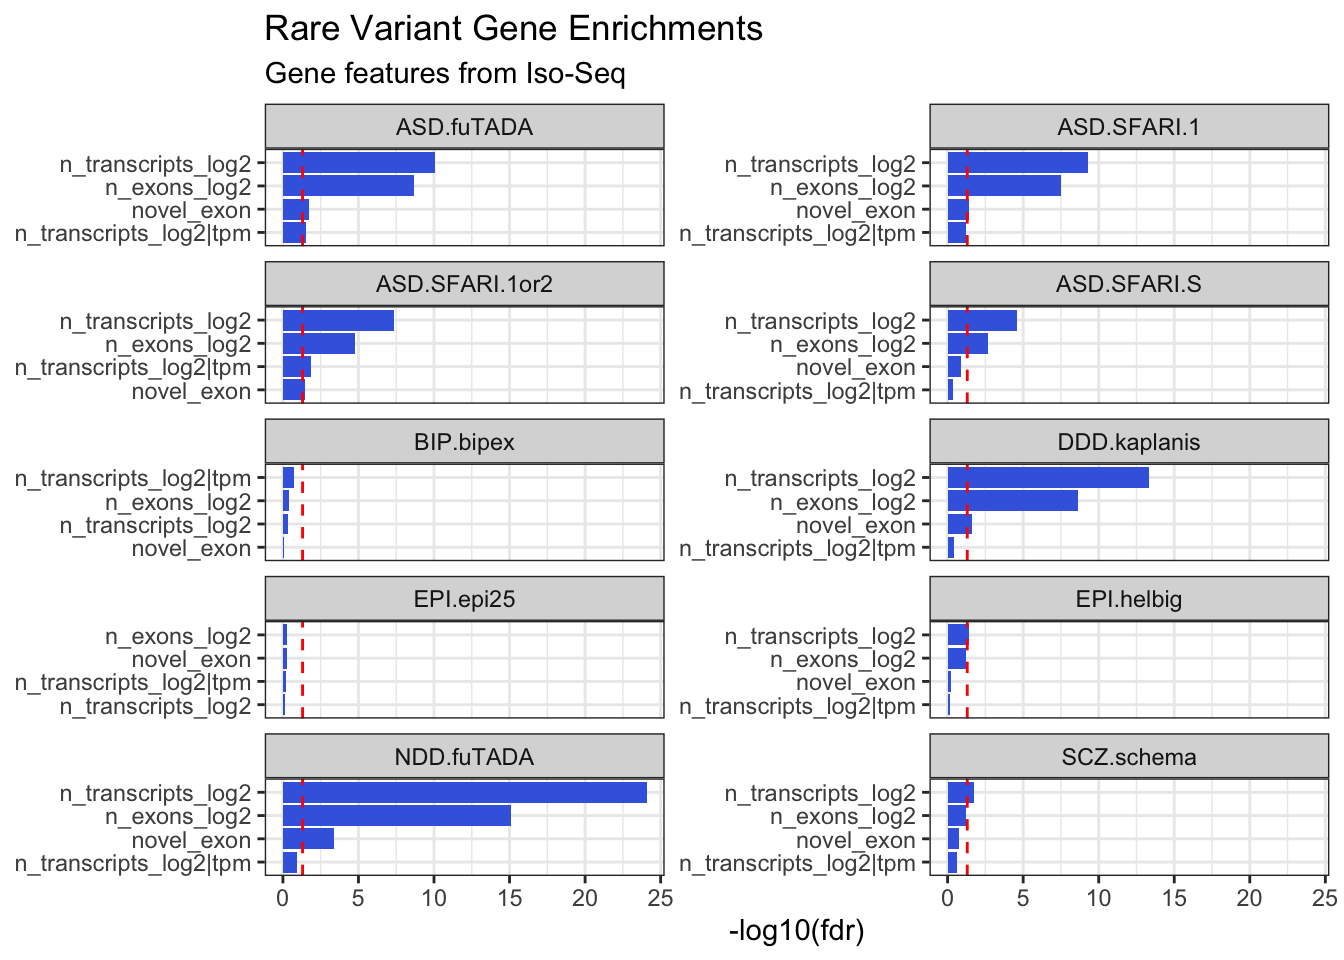 Rare Variant Gene Enrichments
Gene features from Iso-Seq
ASD.fuTADA
n_transcripts_log2
n_exons_log2
novel_exon
n_transcripts_log2|tpm
ASD.SFARI.1
n_transcripts_log2
n_exons_log2
novel_exon
n_transcripts_log2|tpm
ASD.SFARI.1or2
n_transcripts_log2
n_exons_log2
n_transcripts_log2|tpm
novel_exon
ASD.SFARI.S
n_transcripts_log2
n_exons_log2
novel_exon
n_transcripts_log2|tpm
BIP.bipex
n_transcripts_log2|tpm
n_exons_log2
n_transcripts_log2
novel_exon
DDD.kaplanis
n_transcripts_log2
n_exons_log2
novel_exon
n_transcripts_log2|tpm
EPI.epi25
n_exons_log2
novel_exon
n_transcripts_log2|tpm
n_transcripts_log2
EPI.helbig
n_transcripts_log2
n_exons_log2
novel_exon
n_transcripts_log2|tpm
NDD.fuTADA
n_transcripts_log2
n_exons_log2
novel_exon
n_transcripts_log2|tpm
SCZ.schema
n_transcripts_log2
n_exons_log2
novel_exon
n_transcripts_log2|tpm
0 5 10 15 20 25
0 5 10 15 20 25
-log10(fdr)